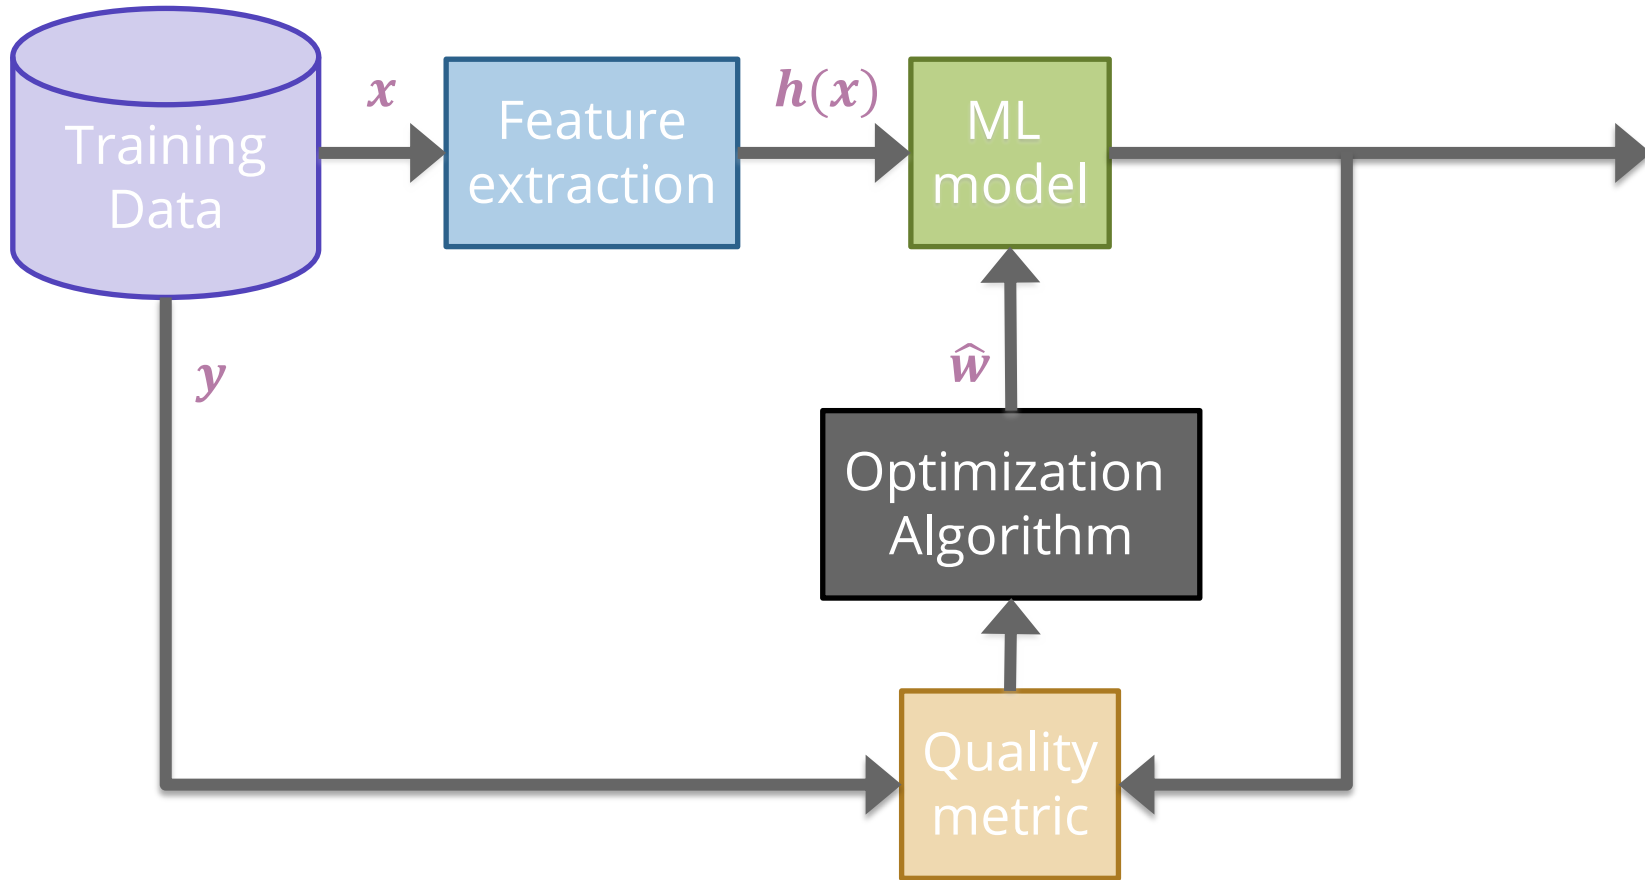 Training
Data
x
Feature
extraction
h(x)
ML
model
y
ŵ
Optimization
Algorithm
Quality
metric